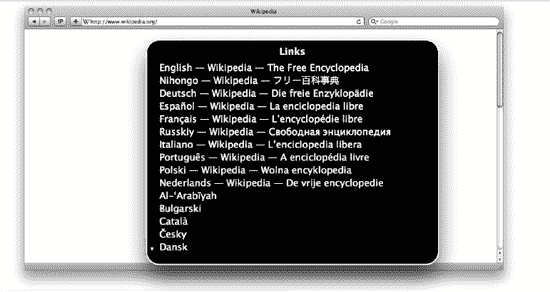 Wikipedia
http://www.wikipedia.org/
Google
Links
English — Wikipedia — The Free Encyclopedia
Nihongo — Wikipedia — フリー百科事典
Deutsch — Wikipedia — Die freie Enzyklopädie
Español — Wikipedia — La enciclopedia libre
Français — Wikipedia — L'encyclopédie libre
Russkiy — Wikipedia — Свободная энциклопедия
Italiano — Wikipedia — L'enciclopedia libera
Português — Wikipedia — A enciclopédia livre
Polski — Wikipedia — Wolna encyklopedia
Nederlands — Wikipedia — De vrije encyclopedie
Al-‘Arabīyah
Bulgarski
Català
Česky
Dansk